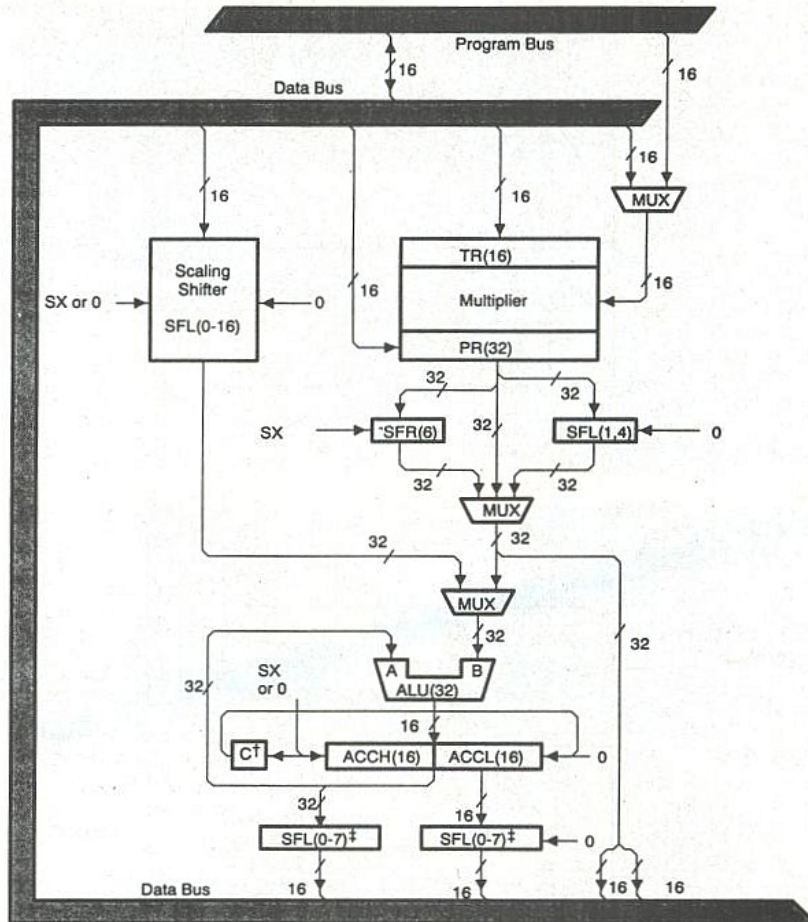 Program Bus
16
16
Data Bus
16
16
16
MUX
16
Scaling
Shifter
SFL(0-16)
SX or 0
0
16
TR(16)
Multiplier
PR(32)
32
32
SX
SFR(6)
32
SFL(1,4)
0
32
32
MUX
32
32
MUX
32
32
A
B
ALU(32)
32
SX
or 0
16
C†
ACCH(16)
ACCL(16)
0
32
16
SFL(0-7)‡
SFL(0-7)‡
0
Data Bus
16
16
16
16